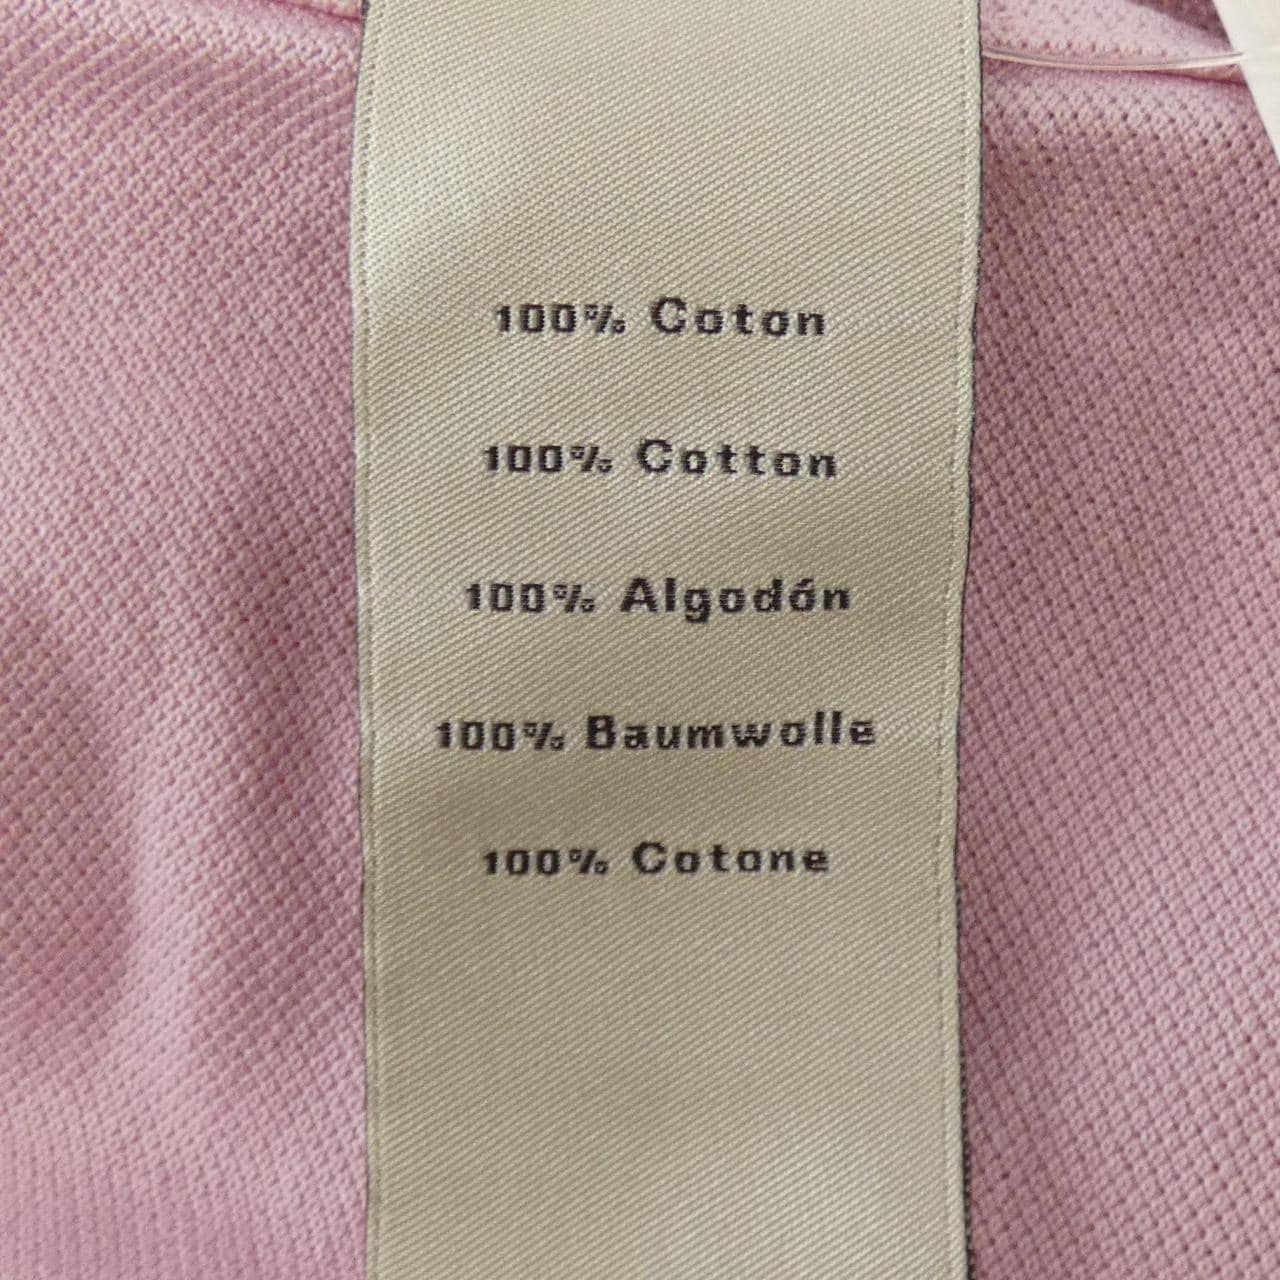 100% Coton
100% Cotton
100% Algodón
100% Baumwolle
100% Cotone